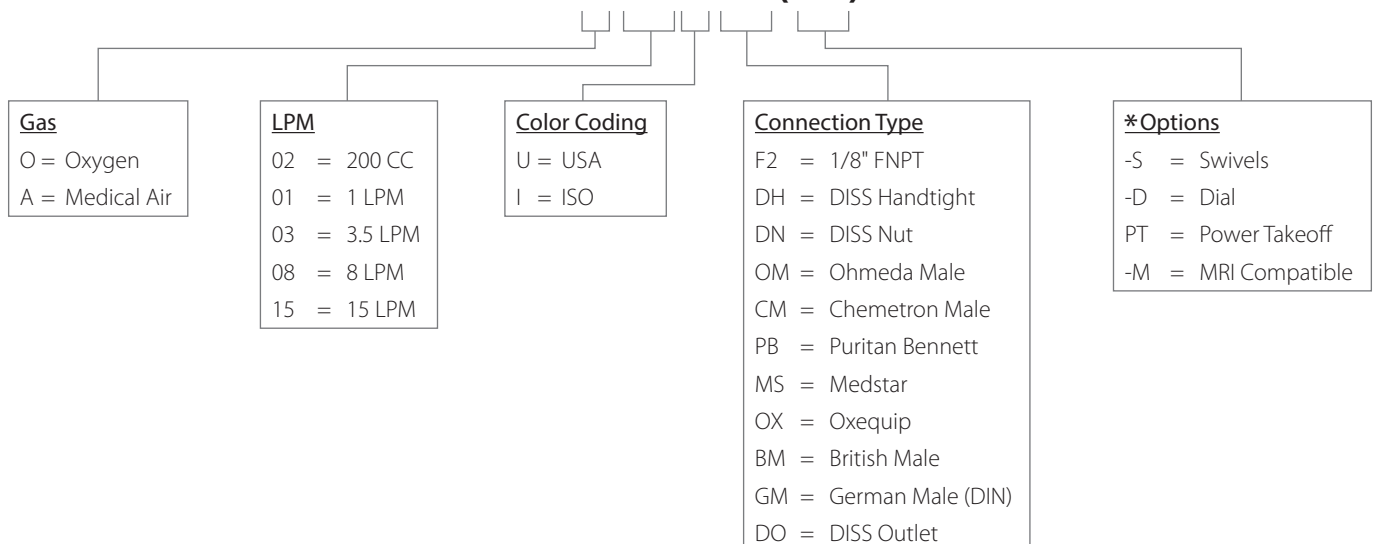 Gas
O = Oxygen
A = Medical Air
LPM
02 = 200 CC
01 = 1 LPM
03 = 3.5 LPM
08 = 8 LPM
15 = 15 LPM
Color Coding
U = USA
I = ISO
Connection Type
F2 = 1/8" FNPT
DH = DISS Handtight
DN = DISS Nut
OM = Ohmeda Male
CM = Chemetron Male
PB = Puritan Bennett
MS = Medstar
OX = Oxequip
BM = British Male
GM = German Male (DIN)
DO = DISS Outlet
*Options
-S = Swivels
-D = Dial
PT = Power Takeoff
-M = MRI Compatible